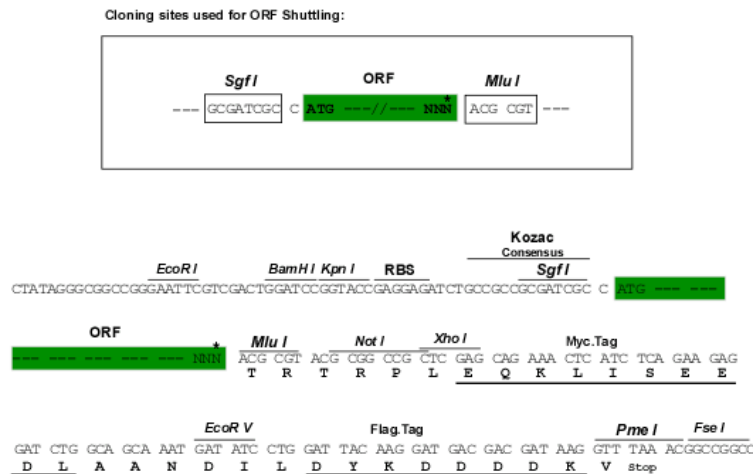 Cloning sites used for ORF Shuttling:
Sgf I ORF Mlu I
--- GCGATCGC C ATG ---//--- NNN* ACG CGT ---
Kozac
Consensus
EcoR I BamH I Kpn I RBS Sgf I
CTATAGGGCGGCCGGGAATTCGTCGACTGGATCCGGTACCGAGGAGATCTGCCGCCGCGATCGC C ATG --- ---
ORF
Mlu I Not I Xho I Myc.Tag
--- --- --- --- --- --- NNN* ACG CGT ACG CGG CCG CTC GAG CAG AAA CTC ATC TCA GAA GAG
T R T R P L E Q K L I S E E
EcoR V Flag.Tag Pme I Fse I
GAT CTG GCA GCA AAT GAT ATC CTG GAT TAC AAG GAT GAC GAC GAT AAG GTT TAA ACGGCCGGCC
D L A A N D I L D Y K D D D D K V Stop